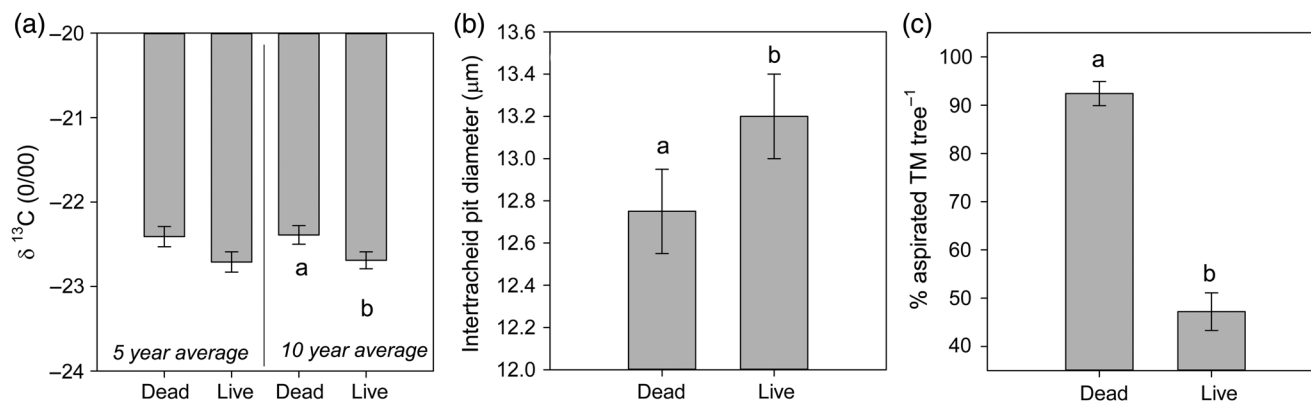 (a)
δ 13C (0/00)
–20
–21
–22
–23
–24
a
b
5 year average
10 year average
Dead
Live
Dead
Live
(b)
Intertracheid pit diameter (μm)
13.6
13.4
13.2
13.0
12.8
12.6
12.4
12.2
12.0
a
b
Dead
Live
(c)
% aspirated TM tree–1
100
90
80
70
60
50
40
a
b
Dead
Live